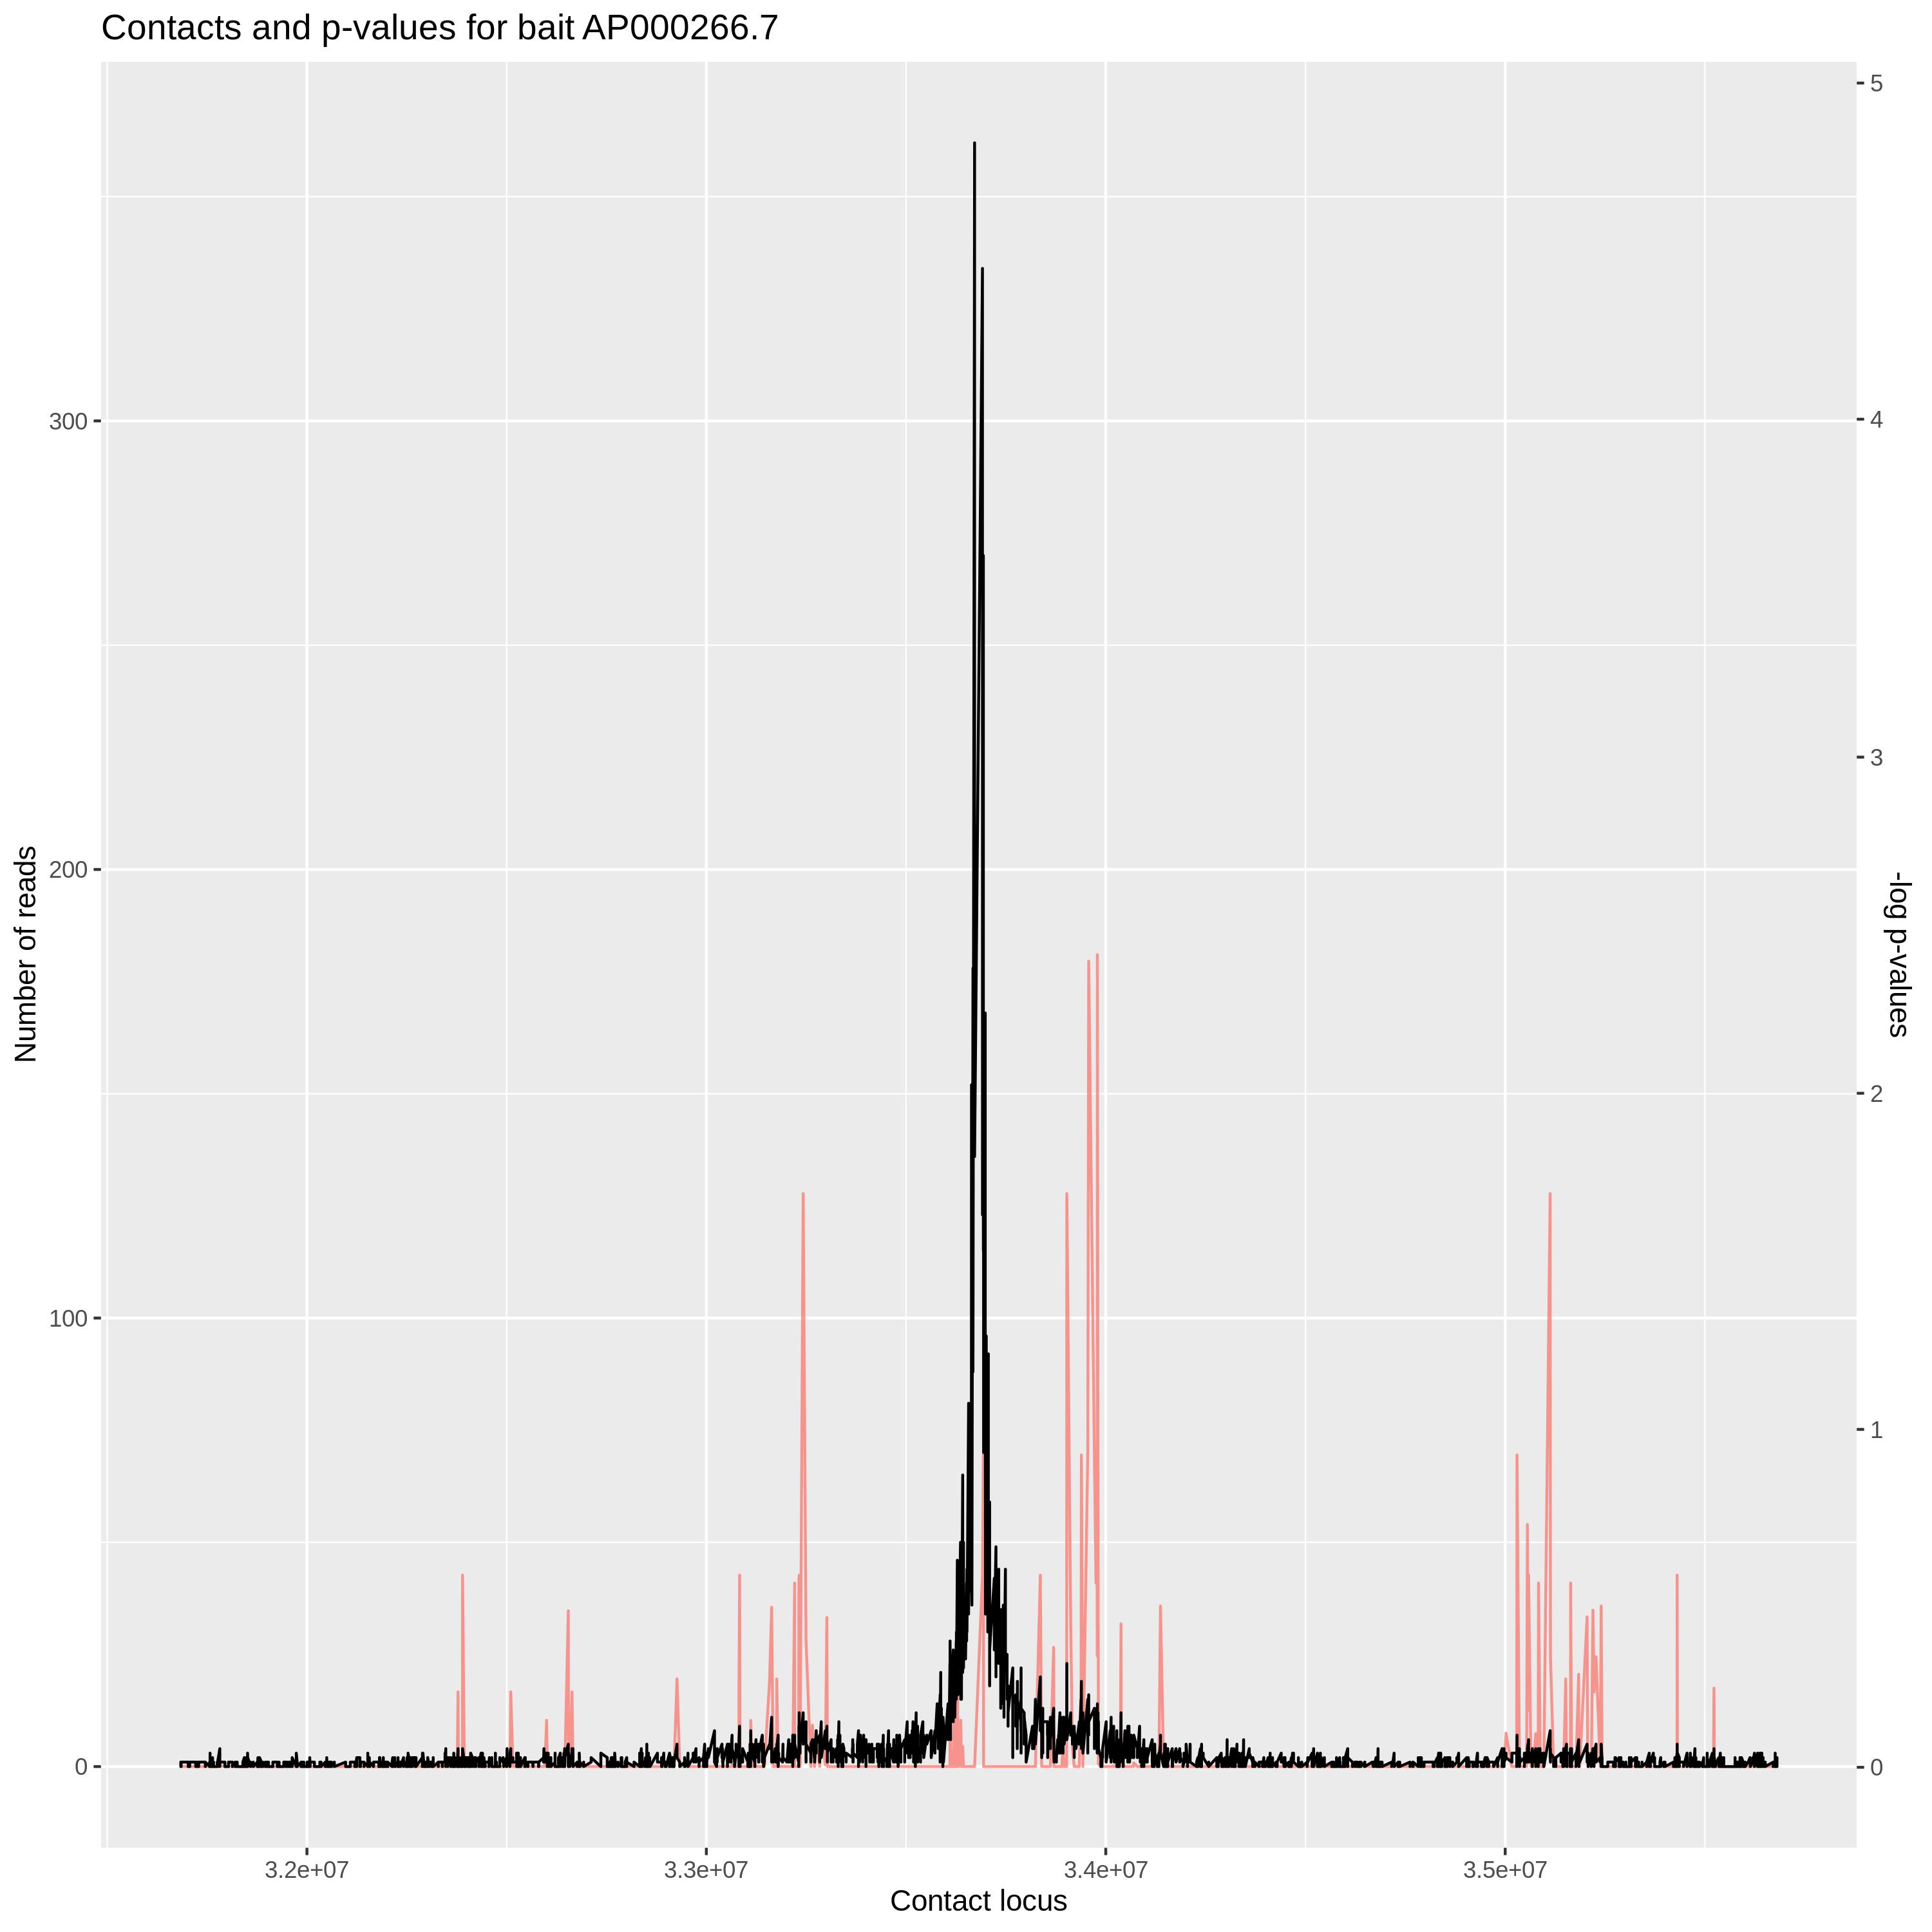 Contacts and p-values for bait AP000266.7
Number of reads
300
200
100
0
5
4
3
2
1
0
-log p-values
3.2e+07 3.3e+07 3.4e+07 3.5e+07
Contact locus